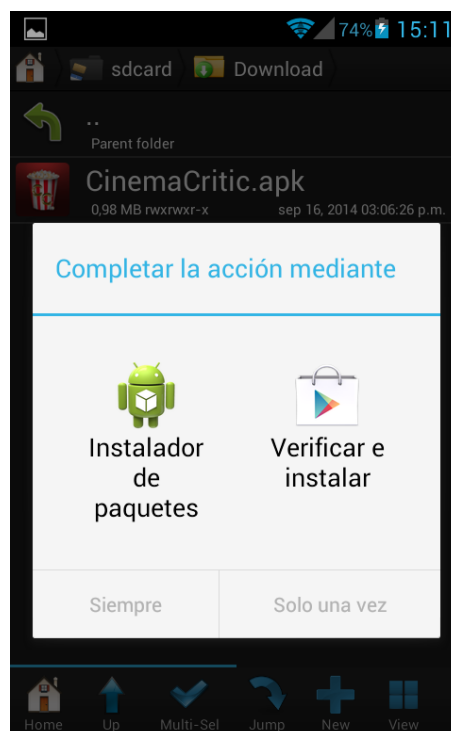 74% 15:11
sdcard Download
..
Parent folder
CinemaCritic.apk
0,98 MB rwxrwxr-x sep 16, 2014 03:06:26 p.m.
Completar la acción mediante
Instalador
de
paquetes
Verificar e
instalar
Siempre Solo una vez
Home Up Multi-Sel Jump New View